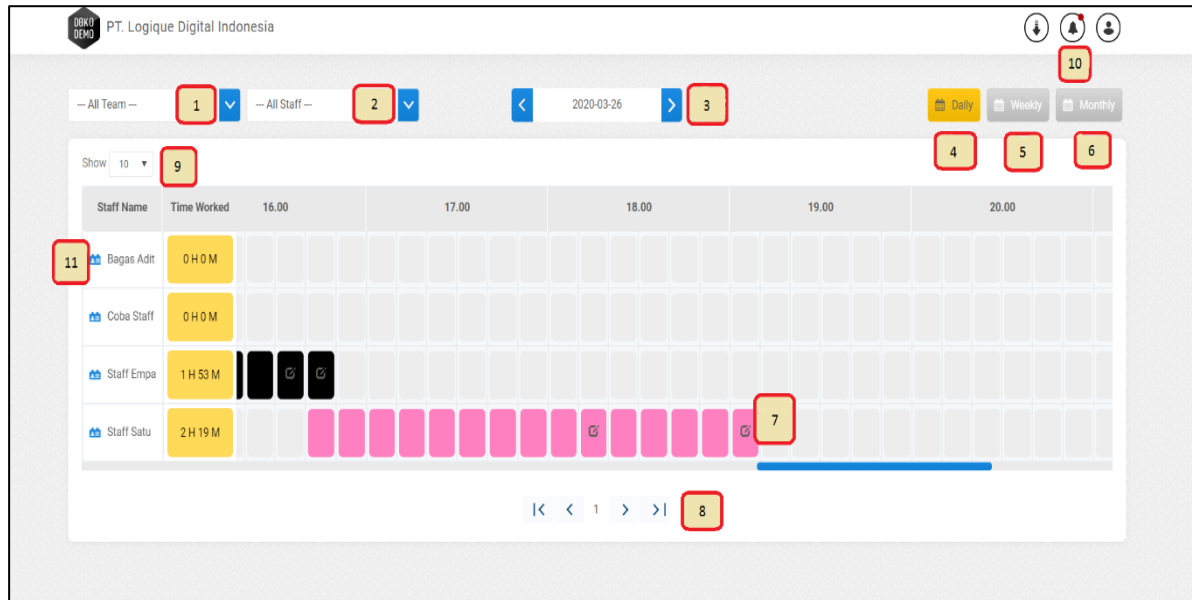 DBKO DEMO PT. Logique Digital Indonesia
10
--- All Team --- 1 --- All Staff --- 2 2020-03-26 3 Daily Weekly Monthly
4 5 6
Show 10 9
Staff Name Time Worked 16.00 17.00 18.00 19.00 20.00
11 Bagas Adit 0 H 0 M
Coba Staff 0 H 0 M
Staff Empa 1 H 53 M
Staff Satu 2 H 19 M 7
1 8